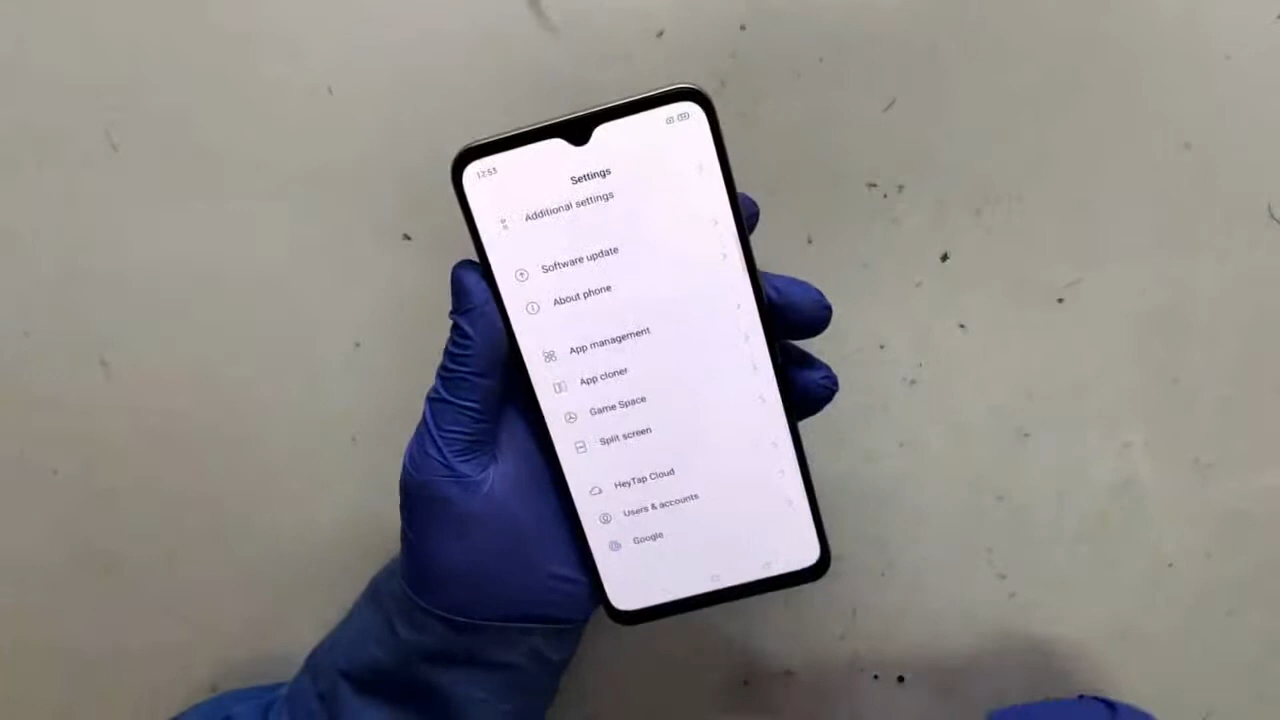 12:53
Settings
Additional settings
Software update
About phone
App management
App cloner
Game Space
Split screen
HeyTap Cloud
Users & accounts
Google